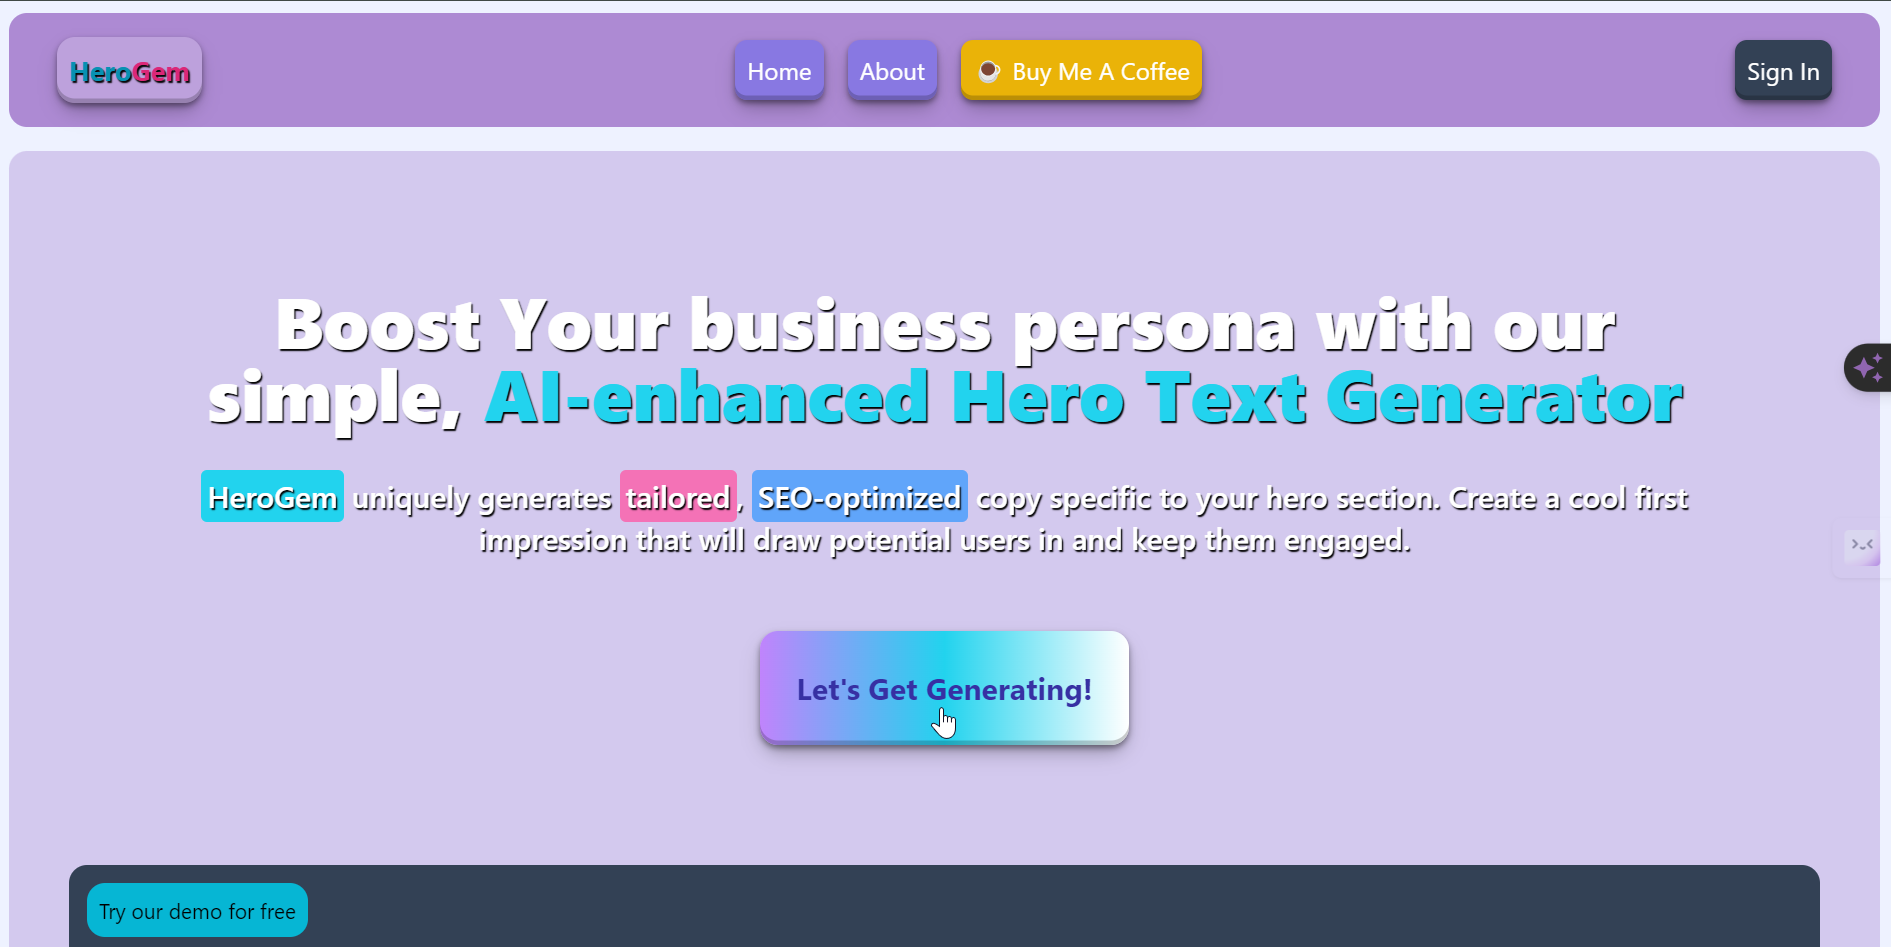 HeroGem
Home
About
Buy Me A Coffee
Sign In
Boost Your business persona with our
simple, AI-enhanced Hero Text Generator
HeroGem uniquely generates tailored, SEO-optimized copy specific to your hero section. Create a cool first
impression that will draw potential users in and keep them engaged.
Let's Get Generating!
Try our demo for free